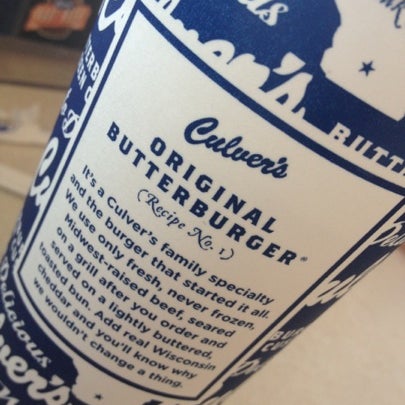 Culver's
ORIGINAL
BUTTERBURGER®
(Recipe No. 1)
It's a Culver's family specialty
and the burger that started it all.
We use only fresh, never frozen,
Midwest-raised beef, seared
on a grill after you order and
served on a lightly buttered,
toasted bun. Add real Wisconsin
cheddar and you'll know why
we wouldn't change a thing.
Delicious